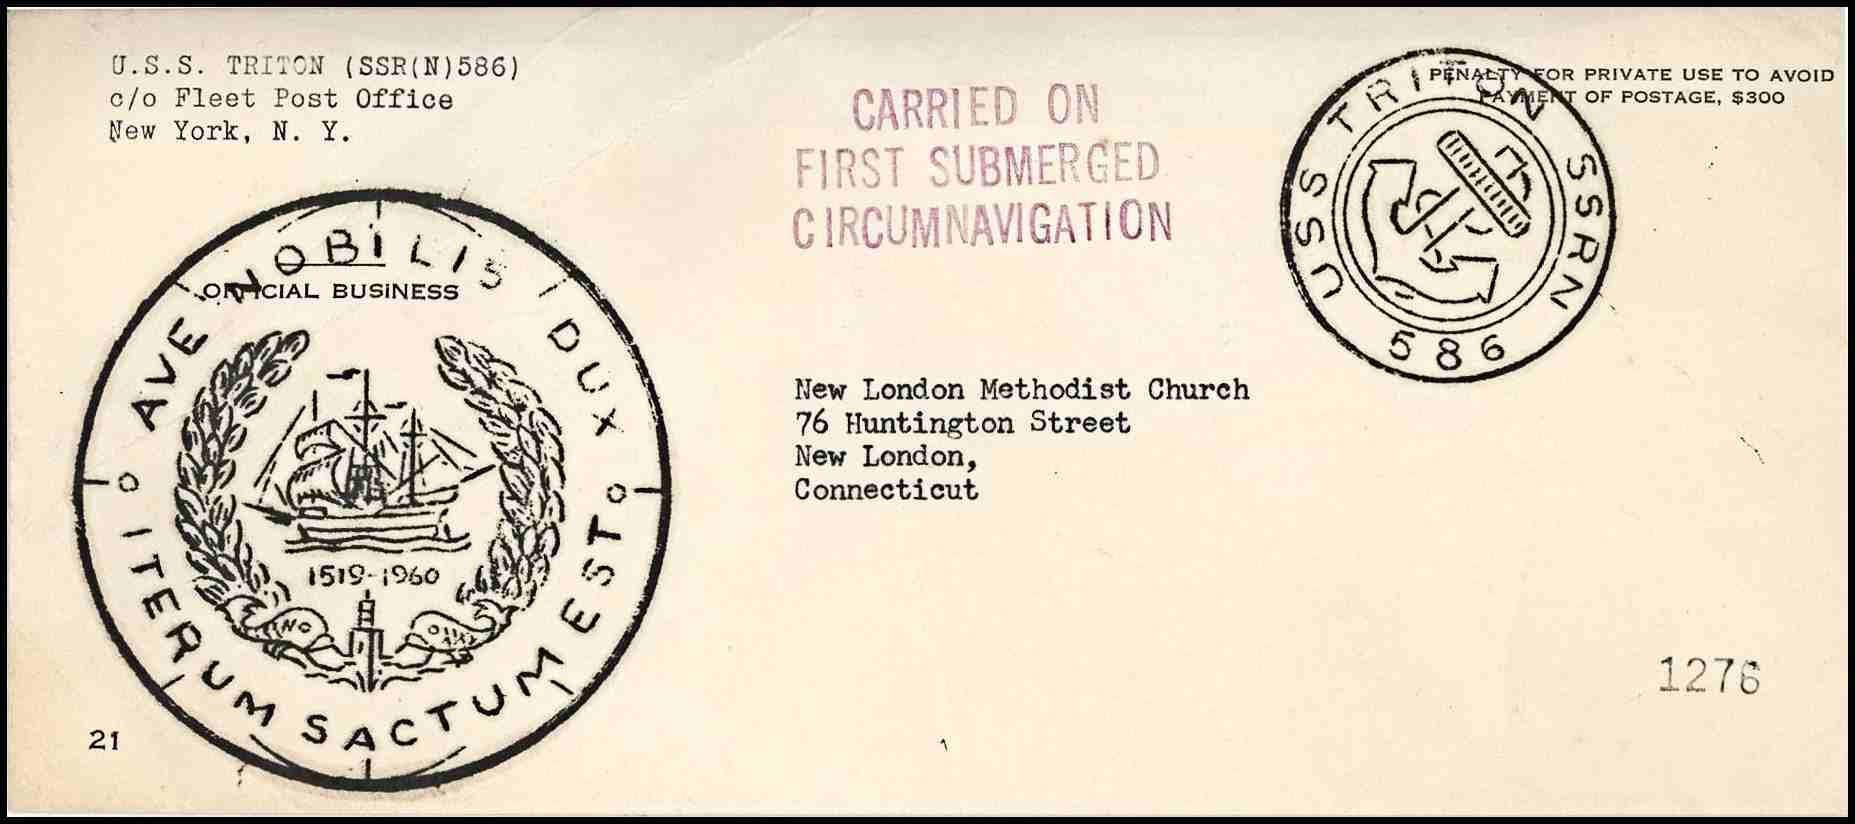 U.S.S. TRITON (SSR(N)586)
c/o Fleet Post Office
New York, N. Y.
CARRIED ON
FIRST SUBMERGED
CIRCUMNAVIGATION
PENALTY FOR PRIVATE USE TO AVOID
PAYMENT OF POSTAGE, $300
USS TRITON SSRN
586
OFFICIAL BUSINESS
AVE NOBILIS DUX
ITERUM SACTUM EST
1519-1960
New London Methodist Church
76 Huntington Street
New London,
Connecticut
1276
21